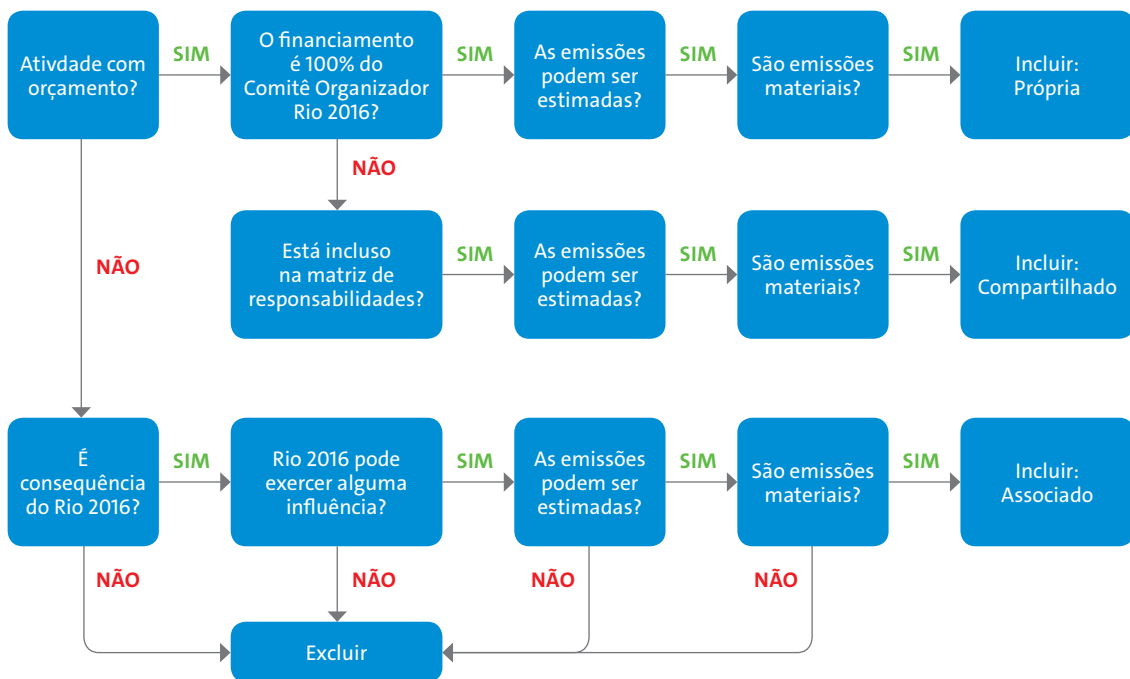 Ativdade com
orçamento?
SIM
O financiamento
é 100% do
Comitê Organizador
Rio 2016?
SIM
As emissões
podem ser
estimadas?
SIM
São emissões
materiais?
SIM
Incluir:
Própria
NÃO
NÃO
Está incluso
na matriz de
responsabilidades?
SIM
As emissões
podem ser
estimadas?
SIM
São emissões
materiais?
SIM
Incluir:
Compartilhado
É
consequência
do Rio 2016?
SIM
Rio 2016 pode
exercer alguma
influência?
SIM
As emissões
podem ser
estimadas?
SIM
São emissões
materiais?
SIM
Incluir:
Associado
NÃO
NÃO
NÃO
NÃO
Excluir